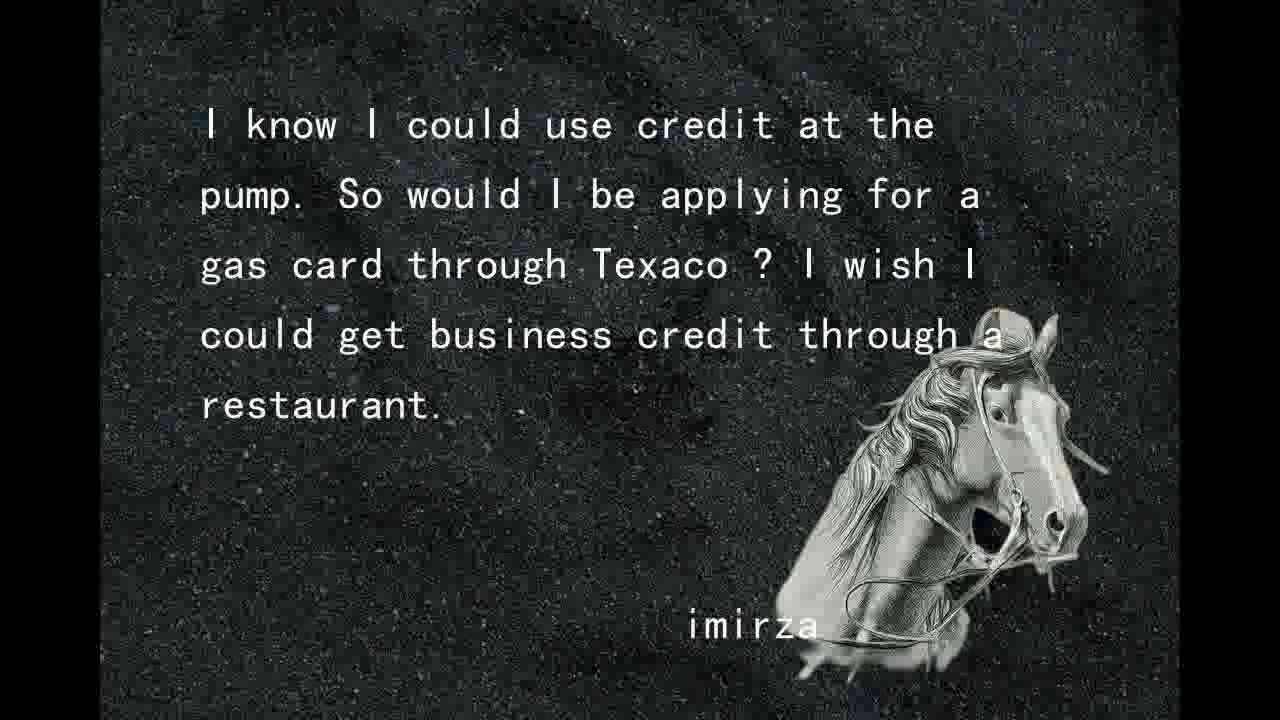 I know I could use credit at the
pump. So would I be applying for a
gas card through Texaco ? I wish I
could get business credit through a
restaurant.
imirza